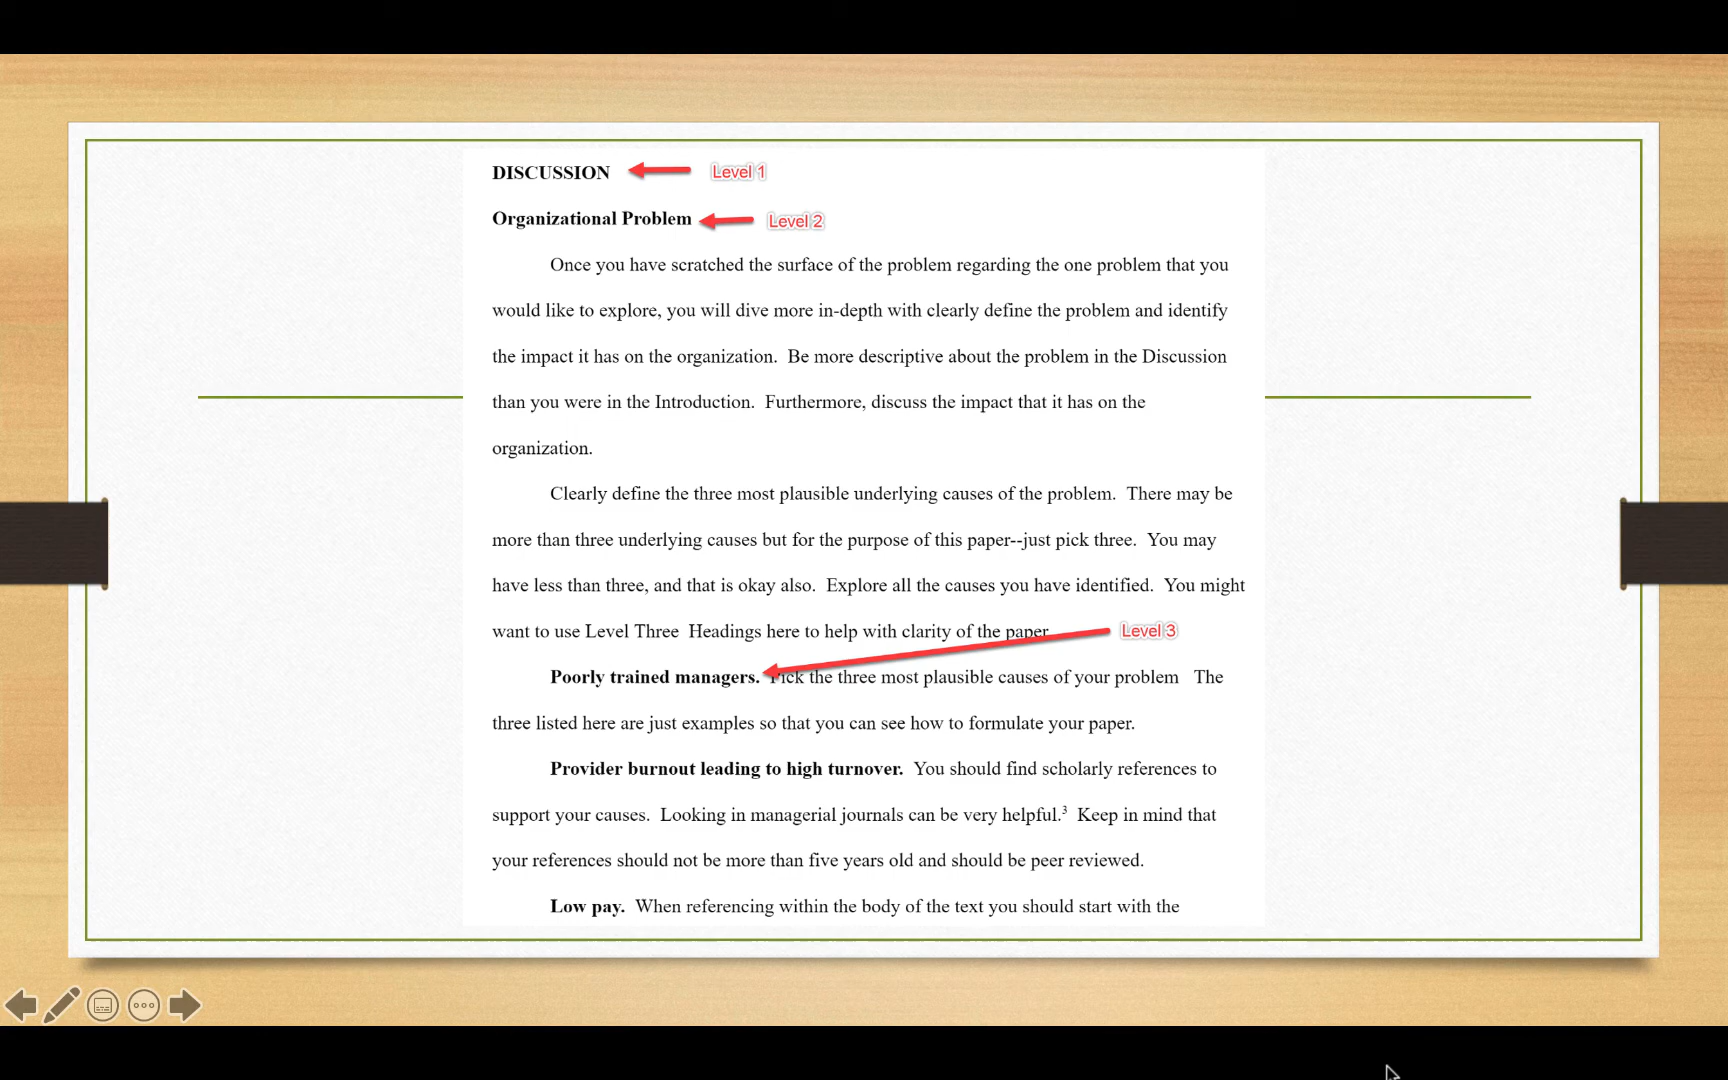 DISCUSSION Level 1
Organizational Problem Level 2
Once you have scratched the surface of the problem regarding the one problem that you
would like to explore, you will dive more in-depth with clearly define the problem and identify
the impact it has on the organization.  Be more descriptive about the problem in the Discussion
than you were in the Introduction.  Furthermore, discuss the impact that it has on the
organization.
Clearly define the three most plausible underlying causes of the problem.  There may be
more than three underlying causes but for the purpose of this paper--just pick three.  You may
have less than three, and that is okay also.  Explore all the causes you have identified.  You might
want to use Level Three  Headings here to help with clarity of the paper Level 3
Poorly trained managers.  Pick the three most plausible causes of your problem   The
three listed here are just examples so that you can see how to formulate your paper.
Provider burnout leading to high turnover.  You should find scholarly references to
support your causes.  Looking in managerial journals can be very helpful.³  Keep in mind that
your references should not be more than five years old and should be peer reviewed.
Low pay.  When referencing within the body of the text you should start with the